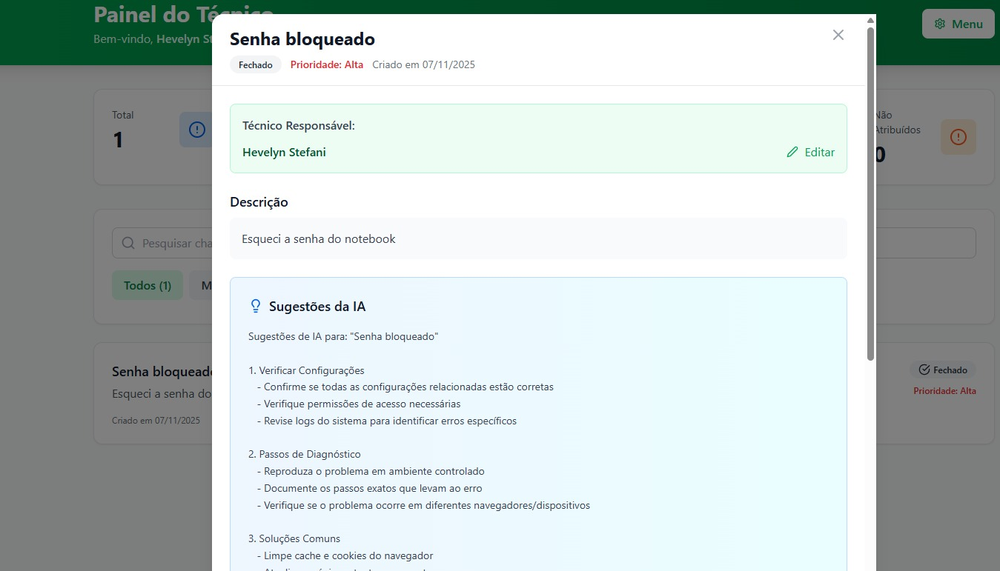 Painel do Técnico
Bem-vindo, Hevelyn
Menu
Senha bloqueado
Fechado Prioridade: Alta Criado em 07/11/2025
Técnico Responsável:
Hevelyn Stefani
Editar
Descrição
Esqueci a senha do notebook
Sugestões da IA
Sugestões de IA para: "Senha bloqueado"
1. Verificar Configurações
- Confirme se todas as configurações relacionadas estão corretas
- Verifique permissões de acesso necessárias
- Revise logs do sistema para identificar erros específicos
2. Passos de Diagnóstico
- Reproduza o problema em ambiente controlado
- Documente os passos exatos que levam ao erro
- Verifique se o problema ocorre em diferentes navegadores/dispositivos
3. Soluções Comuns
- Limpe cache e cookies do navegador
Total
1
Não
Atribuídos
0
Pesquisar
Todos (1)
Senha bloqueado
Esqueci a senha do
Criado em 07/11/2025
Fechado
Prioridade: Alta